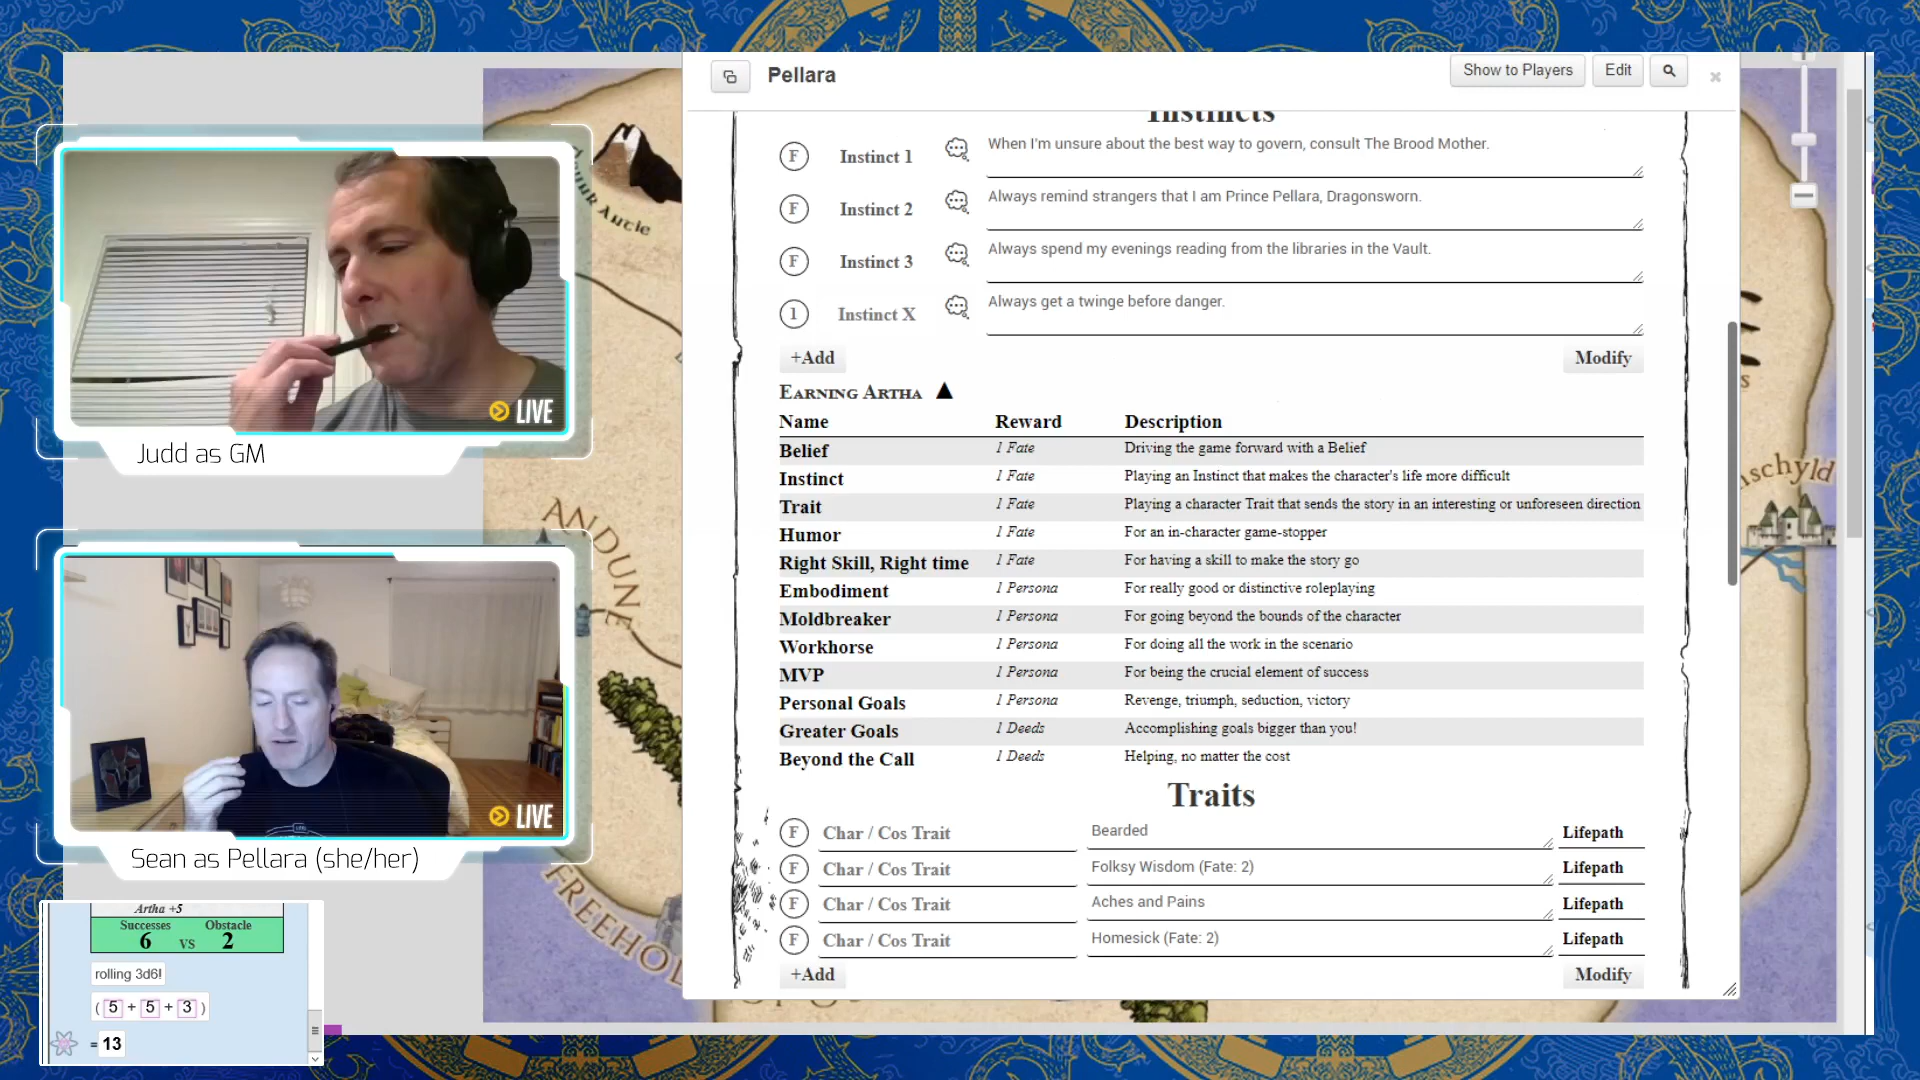 Pellara
Show to Players
Edit
Instincts
F Instinct 1 When I'm unsure about the best way to govern, consult The Brood Mother.
F Instinct 2 Always remind strangers that I am Prince Pellara, Dragonsworn.
F Instinct 3 Always spend my evenings reading from the libraries in the Vault.
1 Instinct X Always get a twinge before danger.
+Add Modify
Earning Artha
Name Reward Description
Belief 1 Fate Driving the game forward with a Belief
Instinct 1 Fate Playing an Instinct that makes the character's life more difficult
Trait 1 Fate Playing a character Trait that sends the story in an interesting or unforeseen direction
Humor 1 Fate For an in-character game-stopper
Right Skill, Right time 1 Fate For having a skill to make the story go
Embodiment 1 Persona For really good or distinctive roleplaying
Moldbreaker 1 Persona For going beyond the bounds of the character
Workhorse 1 Persona For doing all the work in the scenario
MVP 1 Persona For being the crucial element of success
Personal Goals 1 Persona Revenge, triumph, seduction, victory
Greater Goals 1 Deeds Accomplishing goals bigger than you!
Beyond the Call 1 Deeds Helping, no matter the cost
Traits
F Char / Cos Trait Bearded Lifepath
F Char / Cos Trait Folksy Wisdom (Fate: 2) Lifepath
F Char / Cos Trait Aches and Pains Lifepath
F Char / Cos Trait Homesick (Fate: 2) Lifepath
+Add Modify
LIVE
Judd as GM
LIVE
Sean as Pellara (she/her)
Artha +5
Successes Obstacle
6 VS 2
rolling 3d6!
(5+5+3)
=13
ANDUNE
FREEHOL
schyld